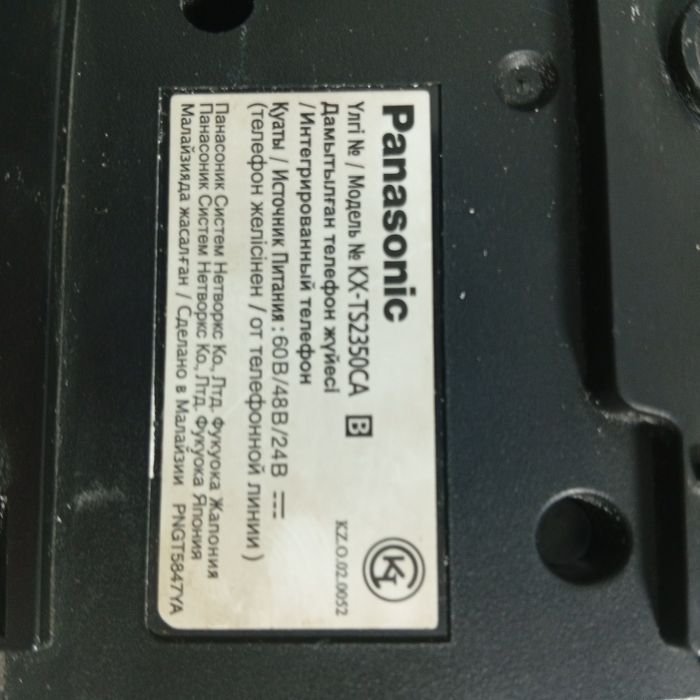 Panasonic
Үлгі № / Модель № KX-TS2350CA B
Дамытылған телефон жүйесі
/ Интегрированный телефон
Қуаты / Источник Питания : 60В/48В/24В
(телефон желісінен / от телефонной линии )
Панасоник Систем Нетворкс Ко., Лтд. Фукуока Жапония
Панасоник Систем Нетворкс Ко., Лтд. Фукуока Япония
Малайзияда жасалған / Сделано в Малайзии PNGT5847YA
KZ.O.02.0052